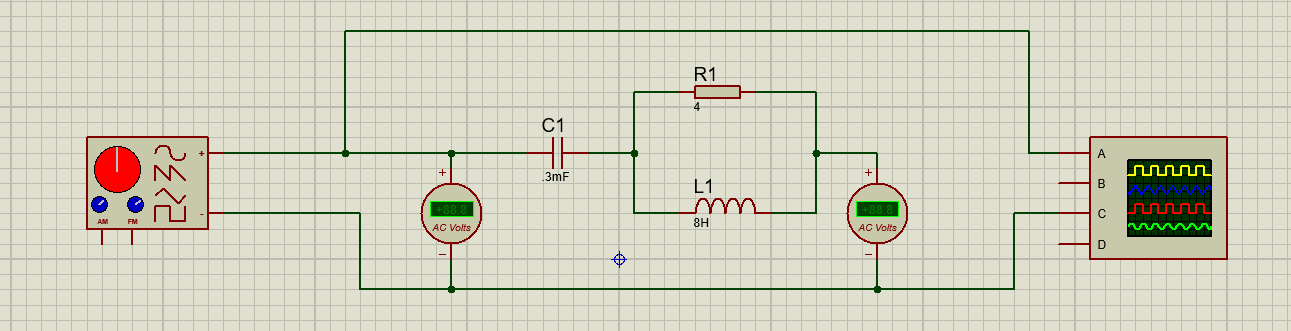 R1
4
C1
.3mF
L1
8H
+
-
AM
FM
+
+88.8
AC Volts
−
+
+88.8
AC Volts
−
A
B
C
D